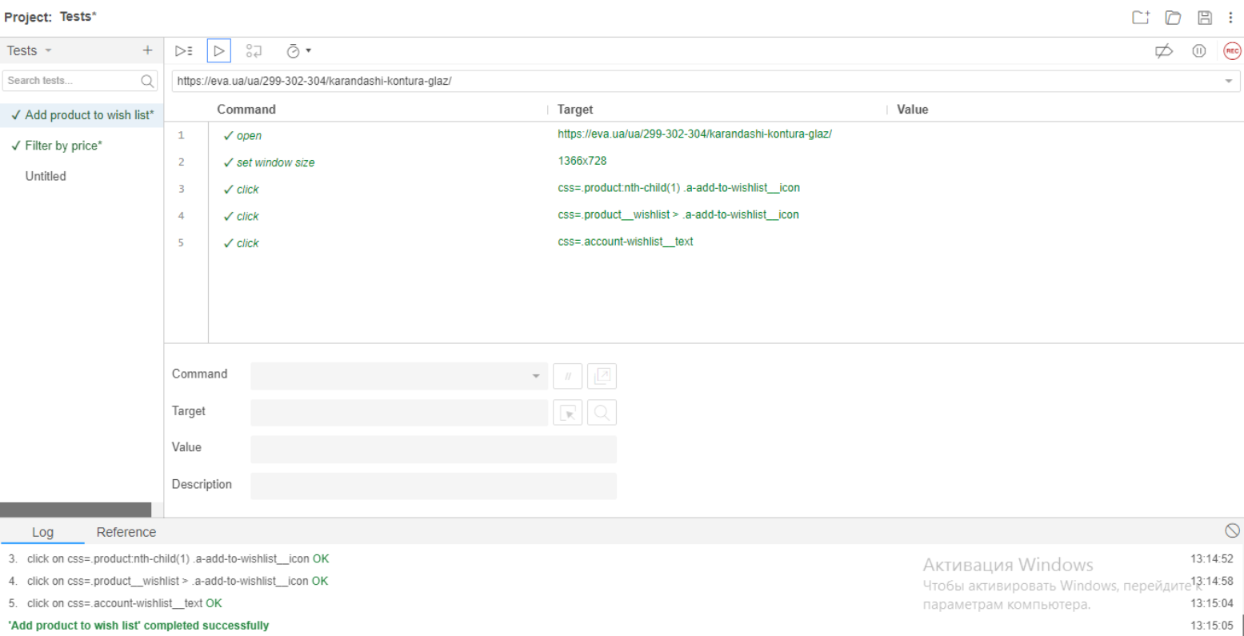 Project: Tests*
Tests
Search tests...
✓ Add product to wish list*
✓ Filter by price*
Untitled
REC
https://eva.ua/ua/299-302-304/karandashi-kontura-glaz/
Command Target Value
1 ✓ open https://eva.ua/ua/299-302-304/karandashi-kontura-glaz/
2 ✓ set window size 1366x728
3 ✓ click css=.product:nth-child(1) .a-add-to-wishlist__icon
4 ✓ click css=.product__wishlist > .a-add-to-wishlist__icon
5 ✓ click css=.account-wishlist__text
Command //
Target
Value
Description
Log Reference
3. click on css=.product:nth-child(1) .a-add-to-wishlist__icon OK 13:14:52
4. click on css=.product__wishlist > .a-add-to-wishlist__icon OK 13:14:58
5. click on css=.account-wishlist__text OK 13:15:04
'Add product to wish list' completed successfully 13:15:05
Активация Windows
Чтобы активировать Windows, перейдите к
параметрам компьютера.